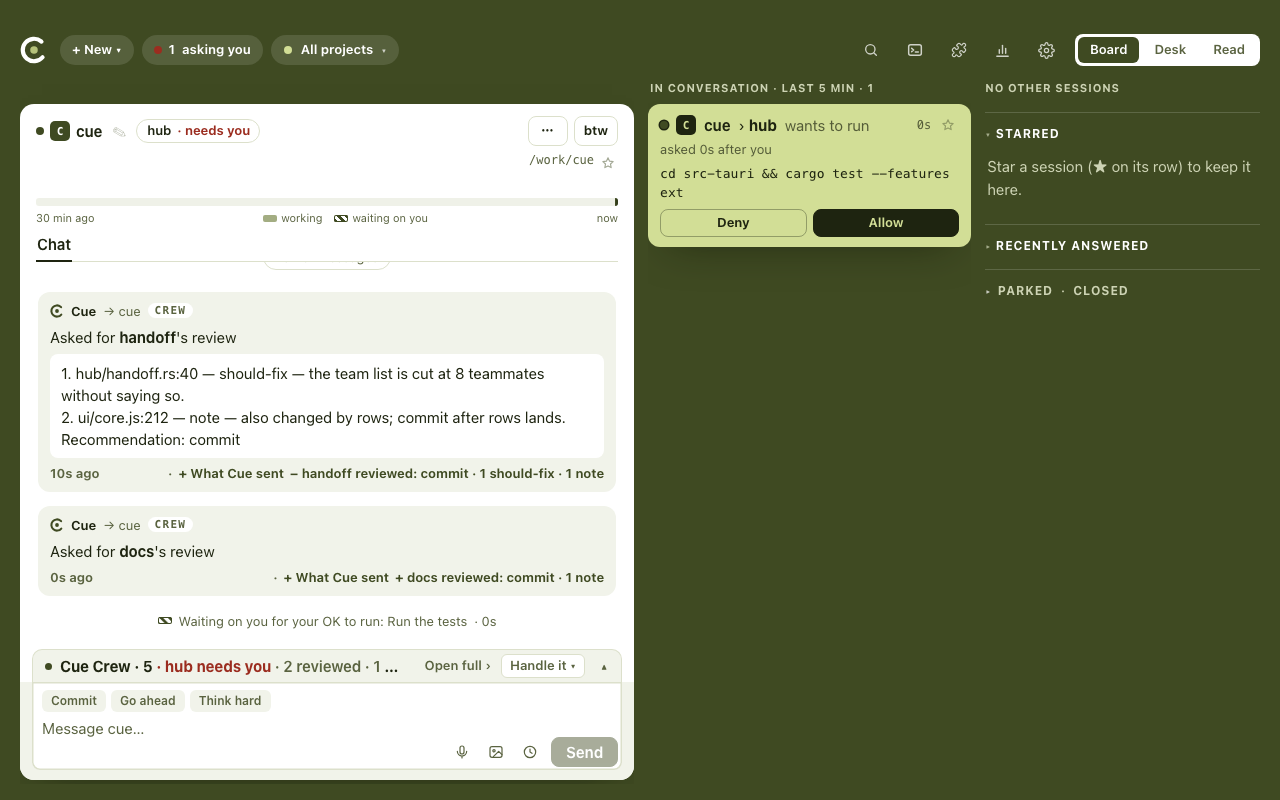 + New ▾
1 asking you
All projects ▾
Board
Desk
Read
C cue
hub · needs you
···
btw
/work/cue
30 min ago
working
waiting on you
now
Chat
Cue → cue CREW
Asked for handoff's review
1. hub/handoff.rs:40 — should-fix — the team list is cut at 8 teammates
without saying so.
2. ui/core.js:212 — note — also changed by rows; commit after rows lands.
Recommendation: commit
10s ago
· + What Cue sent – handoff reviewed: commit · 1 should-fix · 1 note
Cue → cue CREW
Asked for docs's review
0s ago
· + What Cue sent + docs reviewed: commit · 1 note
Waiting on you for your OK to run: Run the tests · 0s
Cue Crew · 5 · hub needs you · 2 reviewed · 1 ...
Open full ›
Handle it ▾
Commit
Go ahead
Think hard
Message cue...
Send
IN CONVERSATION · LAST 5 MIN · 1
C cue › hub wants to run 0s
asked 0s after you
cd src-tauri && cargo test --features
ext
Deny
Allow
NO OTHER SESSIONS
STARRED
Star a session (★ on its row) to keep it
here.
RECENTLY ANSWERED
PARKED · CLOSED